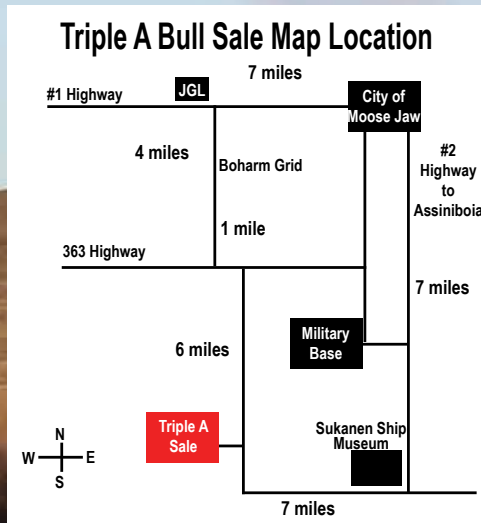 Triple A Bull Sale Map Location
7 miles
JGL
#1 Highway
City of
Moose Jaw
4 miles
Boharm Grid
#2
Highway
to
Assiniboia
1 mile
363 Highway
7 miles
Military
Base
6 miles
Triple A
Sale
Sukanen Ship
Museum
N
W
E
S
7 miles